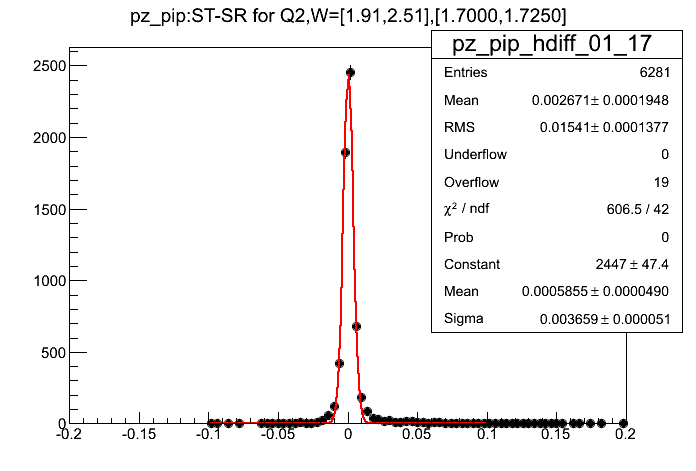 pz_pip:ST-SR for Q2,W=[1.91,2.51],[1.7000,1.7250]
pz_pip_hdiff_01_17
Entries 6281
Mean 0.002671± 0.0001948
RMS 0.01541± 0.0001377
Underflow 0
Overflow 19
χ² / ndf 606.5 / 42
Prob 0
Constant 2447 ± 47.4
Mean 0.0005855 ± 0.0000490
Sigma 0.003659 ± 0.000051
2500
2000
1500
1000
500
0
-0.2 -0.15 -0.1 -0.05 0 0.05 0.1 0.15 0.2